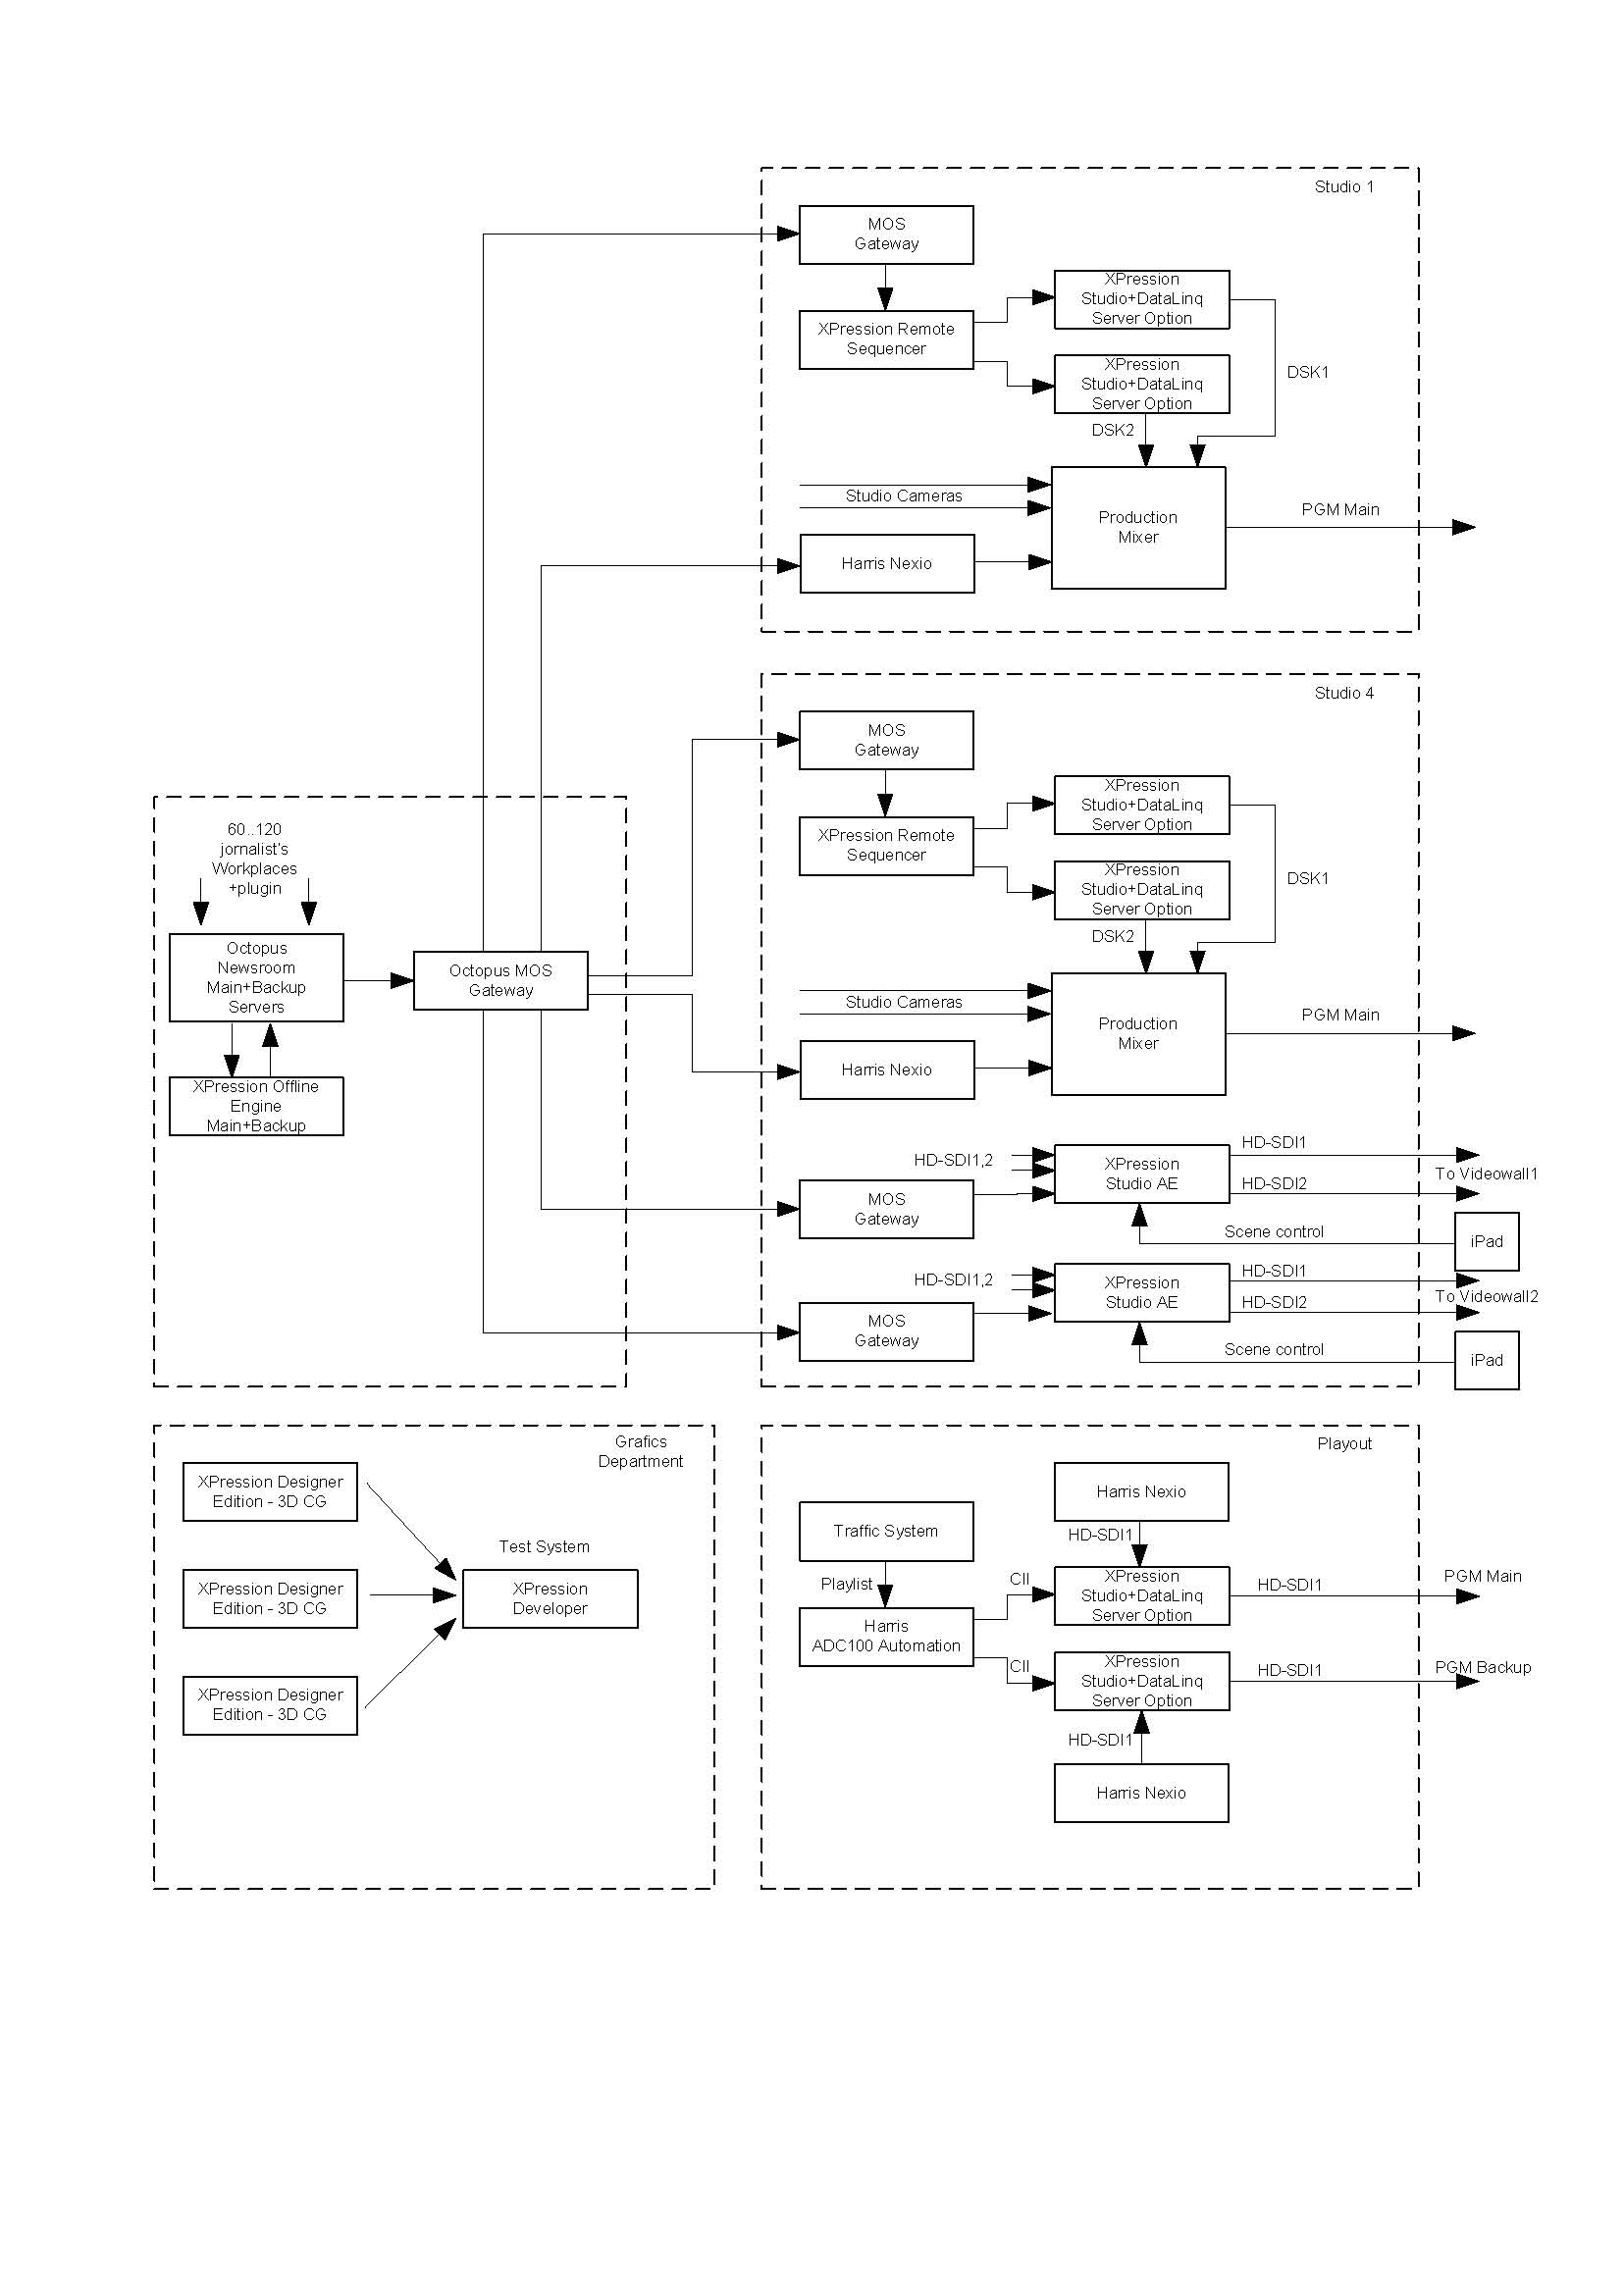 Studio 1
MOS
Gateway
XPression Remote
Sequencer
XPression
Studio+DataLinq
Server Option
XPression
Studio+DataLinq
Server Option
DSK1
DSK2
Studio Cameras
Production
Mixer
PGM Main
Harris Nexio
Studio 4
MOS
Gateway
XPression Remote
Sequencer
XPression
Studio+DataLinq
Server Option
XPression
Studio+DataLinq
Server Option
DSK1
DSK2
Studio Cameras
Production
Mixer
PGM Main
Harris Nexio
HD-SDI1,2
MOS
Gateway
XPression
Studio AE
HD-SDI1
HD-SDI2
To Videowall1
Scene control
iPad
HD-SDI1,2
MOS
Gateway
XPression
Studio AE
HD-SDI1
HD-SDI2
To Videowall2
Scene control
iPad
60..120
jornalist's
Workplaces
+plugin
Octopus
Newsroom
Main+Backup
Servers
Octopus MOS
Gateway
XPression Offline
Engine
Main+Backup
Grafics
Department
XPression Designer
Edition - 3D CG
XPression Designer
Edition - 3D CG
XPression Designer
Edition - 3D CG
Test System
XPression
Developer
Playout
Harris Nexio
HD-SDI1
Traffic System
Playlist
Harris
ADC100 Automation
CII
CII
XPression
Studio+DataLinq
Server Option
HD-SDI1
PGM Main
XPression
Studio+DataLinq
Server Option
HD-SDI1
PGM Backup
HD-SDI1
Harris Nexio